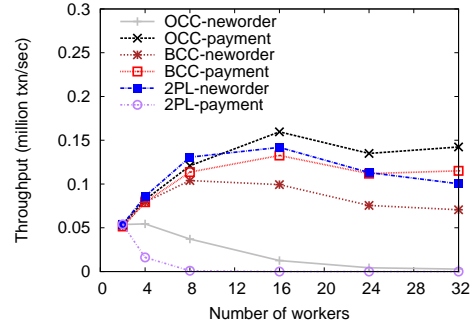 0.3
0.25
0.2
0.15
0.1
0.05
0
Throughput (million txn/sec)
OCC-neworder
OCC-payment
BCC-neworder
BCC-payment
2PL-neworder
2PL-payment
0 4 8 12 16 20 24 28 32
Number of workers